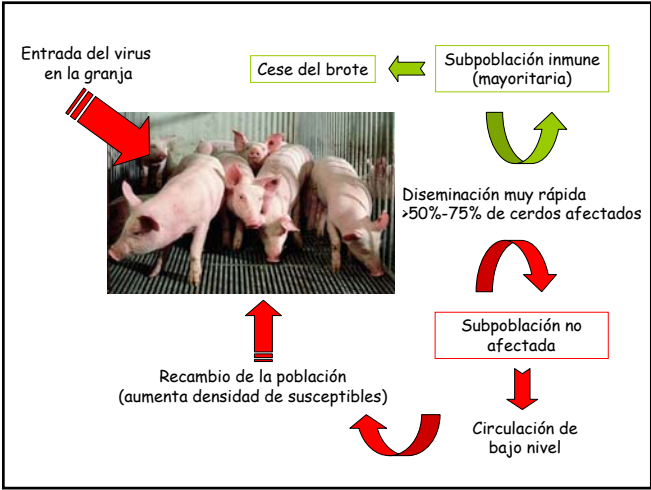 Entrada del virus
en la granja
Cese del brote
Subpoblación inmune
(mayoritaria)
Diseminación muy rápida
>50%-75% de cerdos afectados
Subpoblación no
afectada
Circulación de
bajo nivel
Recambio de la población
(aumenta densidad de susceptibles)